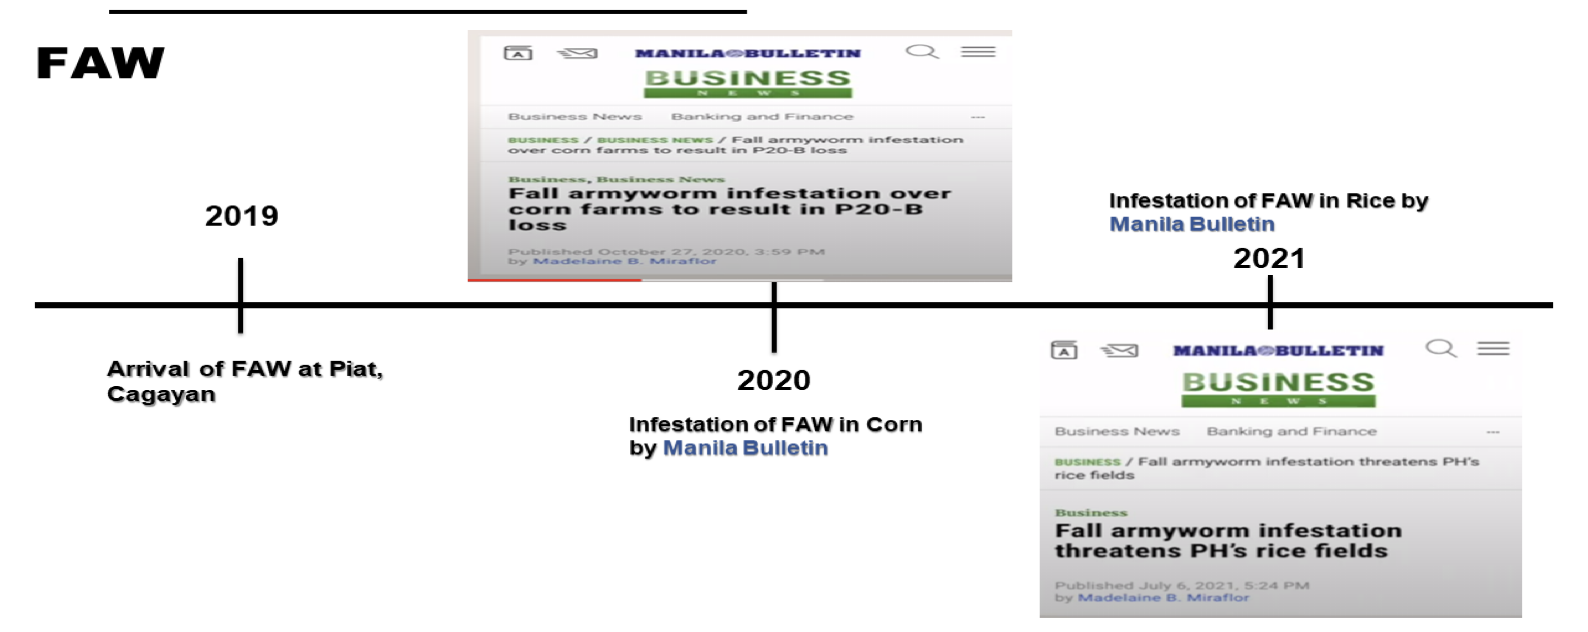 FAW
2019
Arrival of FAW at Piat,
Cagayan
A
MANILA BULLETIN
BUSINESS
NEWS
Business News Banking and Finance ...
BUSINESS / BUSINESS NEWS / Fall armyworm infestation
over corn farms to result in P20-B loss
Business, Business News
Fall armyworm infestation over
corn farms to result in P20-B
loss
Published October 27, 2020, 3:59 PM
by Madelaine B. Miraflor
2020
Infestation of FAW in Corn
by Manila Bulletin
Infestation of FAW in Rice by
Manila Bulletin
2021
A
MANILA BULLETIN
BUSINESS
NEWS
Business News Banking and Finance ...
BUSINESS / Fall armyworm infestation threatens PH's
rice fields
Business
Fall armyworm infestation
threatens PH's rice fields
Published July 6, 2021, 5:24 PM
by Madelaine B. Miraflor